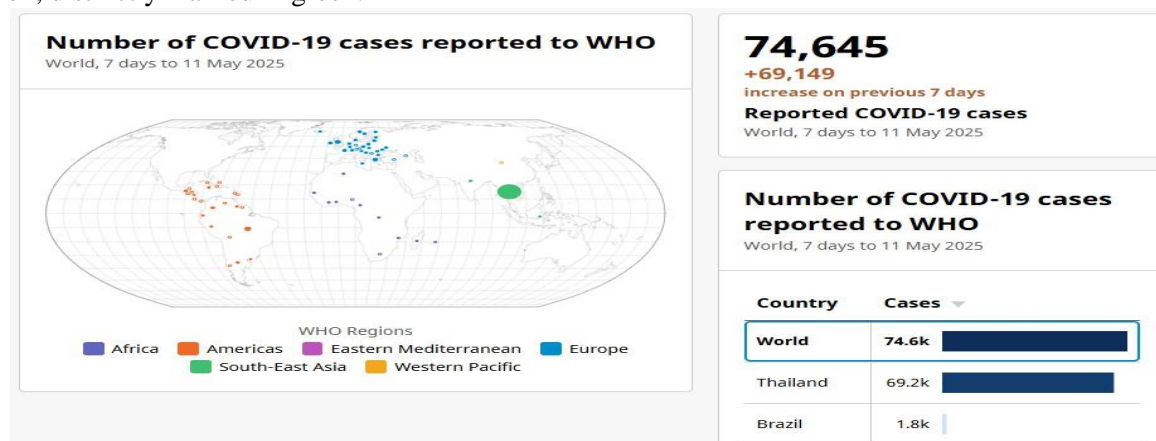 Number of COVID-19 cases reported to WHO
World, 7 days to 11 May 2025
WHO Regions
Africa Americas Eastern Mediterranean Europe
South-East Asia Western Pacific
74,645
+69,149
increase on previous 7 days
Reported COVID-19 cases
World, 7 days to 11 May 2025
Number of COVID-19 cases
reported to WHO
World, 7 days to 11 May 2025
Country Cases
World 74.6k
Thailand 69.2k
Brazil 1.8k